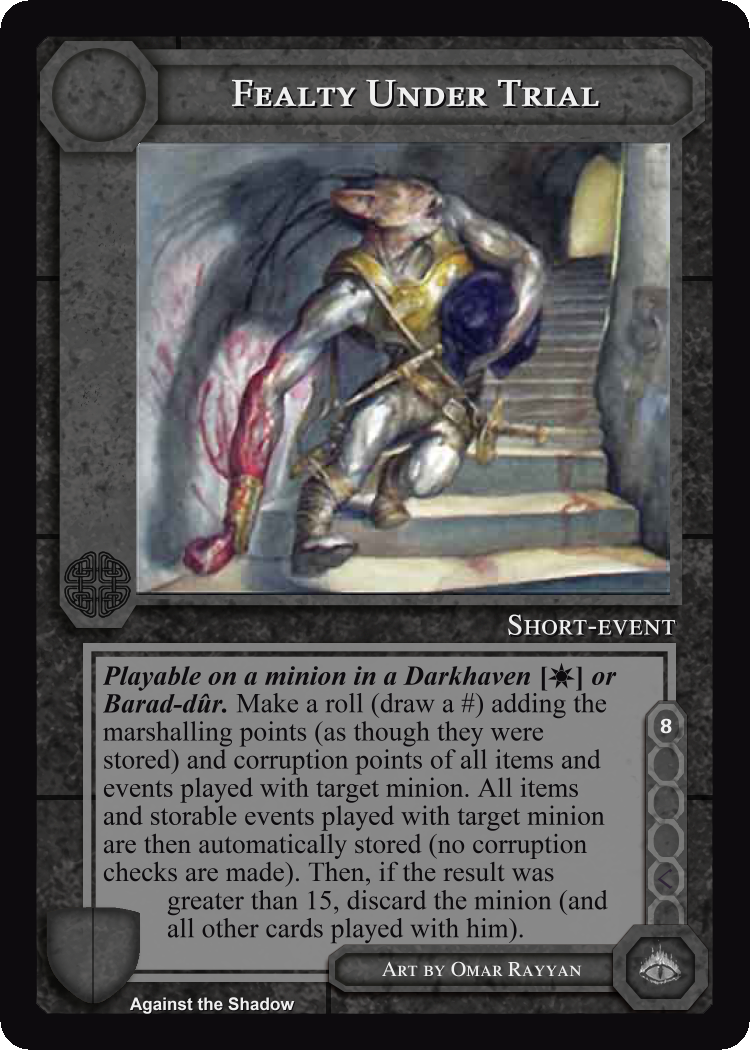 Fealty Under Trial
Short-event
Playable on a minion in a Darkhaven [☀] or
Barad-dûr. Make a roll (draw a #) adding the
marshalling points (as though they were
stored) and corruption points of all items and
events played with target minion. All items
and storable events played with target minion
are then automatically stored (no corruption
checks are made). Then, if the result was
greater than 15, discard the minion (and
all other cards played with him).
8
Art by Omar Rayyan
Against the Shadow